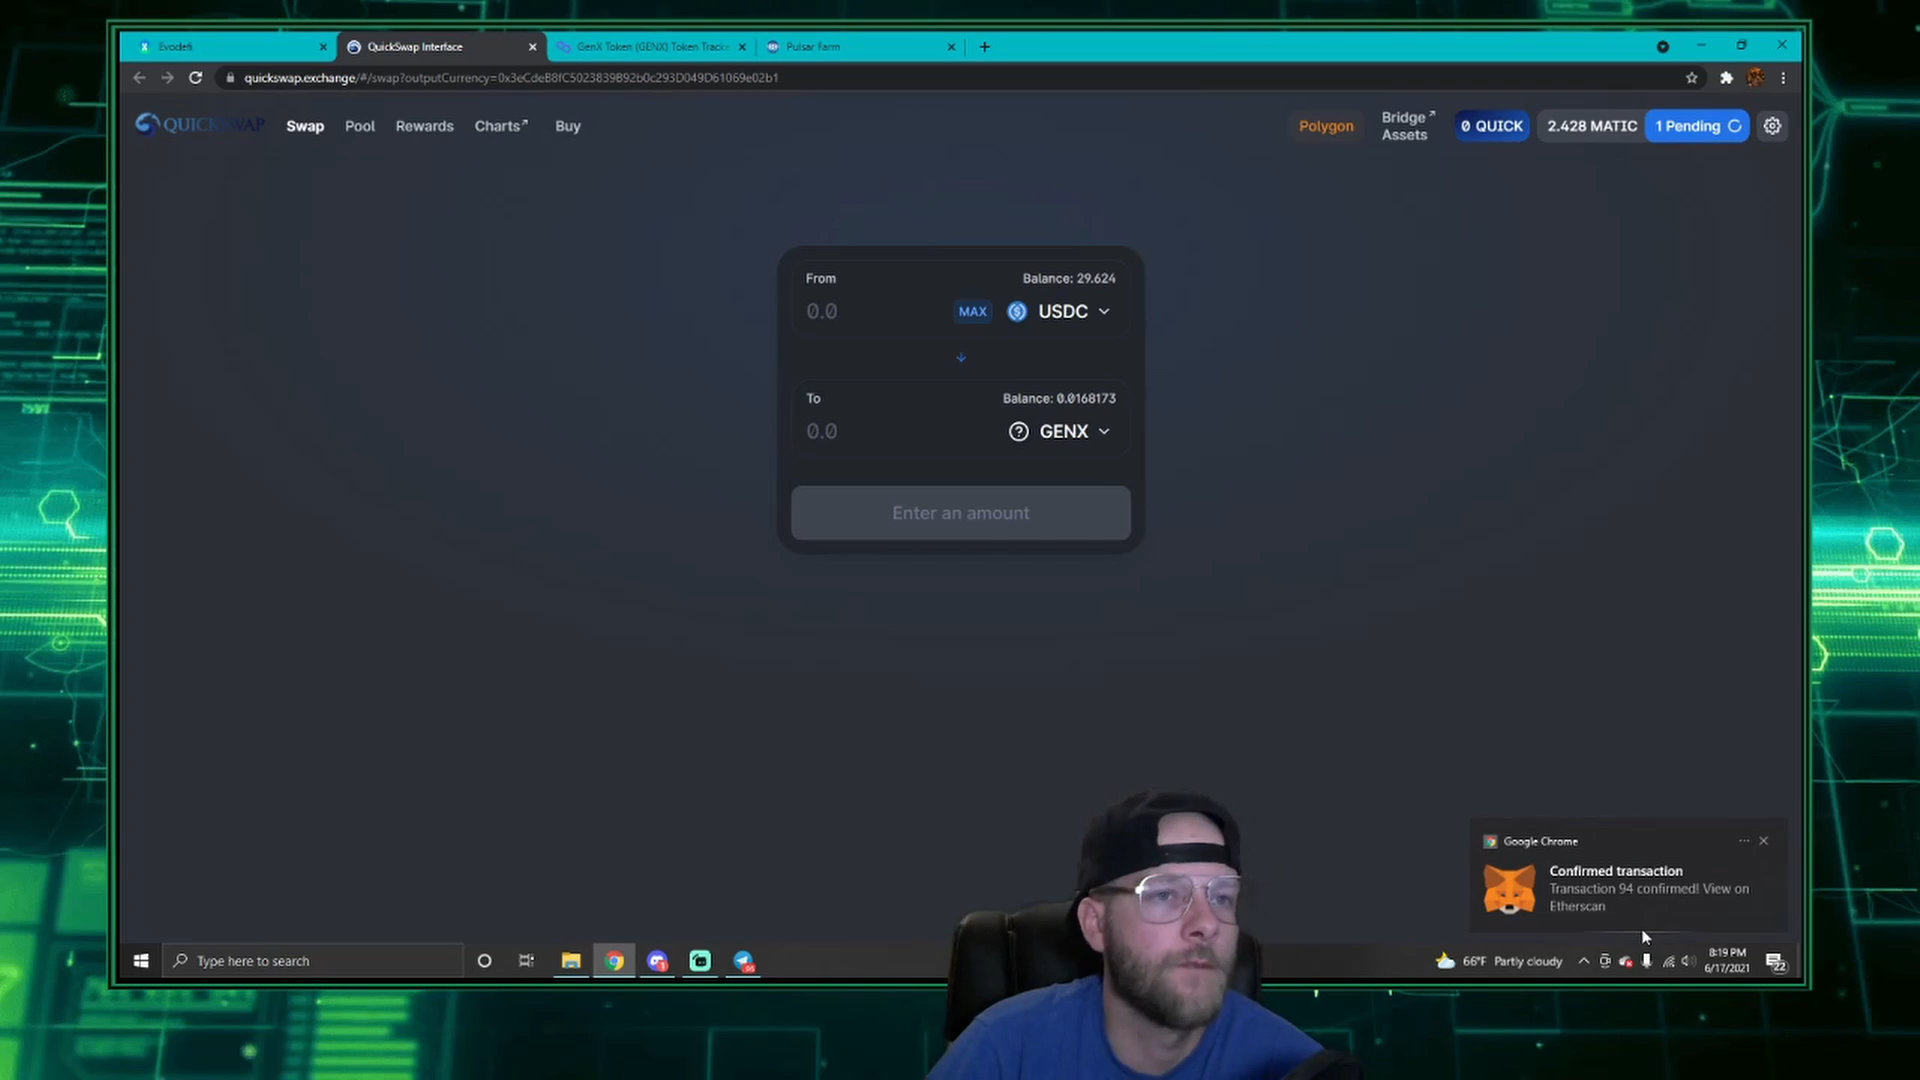 Evodefi
QuickSwap Interface
GenX Token (GENX) Token Track
Pulsar Farm
quickswap.exchange/#/swap?outputCurrency=0x3eCdeB8fC5023839B92b0c293D049D61069e02b1
QUICKSWAP
Swap
Pool
Rewards
Charts↗
Buy
Polygon
Bridge↗
Assets
0 QUICK
2.428 MATIC
1 Pending
From
Balance: 29.624
0.0
MAX
USDC
To
Balance: 0.0168173
0.0
GENX
Enter an amount
Google Chrome
Confirmed transaction
Transaction 94 confirmed! View on
Etherscan
Type here to search
66°F Partly cloudy
8:19 PM
6/17/2021
22